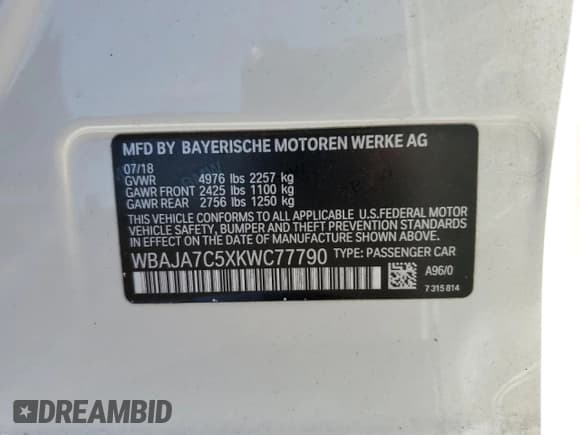 MFD BY BAYERISCHE MOTOREN WERKE AG
07/18
GVWR 4976 lbs 2257 kg
GAWR FRONT 2425 lbs 1100 kg
GAWR REAR 2756 lbs 1250 kg
THIS VEHICLE CONFORMS TO ALL APPLICABLE U.S.FEDERAL MOTOR
VEHICLE SAFETY, BUMPER AND THEFT PREVENTION STANDARDS
IN EFFECT ON THE DATE OF MANUFACTURE SHOWN ABOVE.
WBAJA7C5XKWC77790 TYPE: PASSENGER CAR
A96/0
7 315 814
DREAMBID